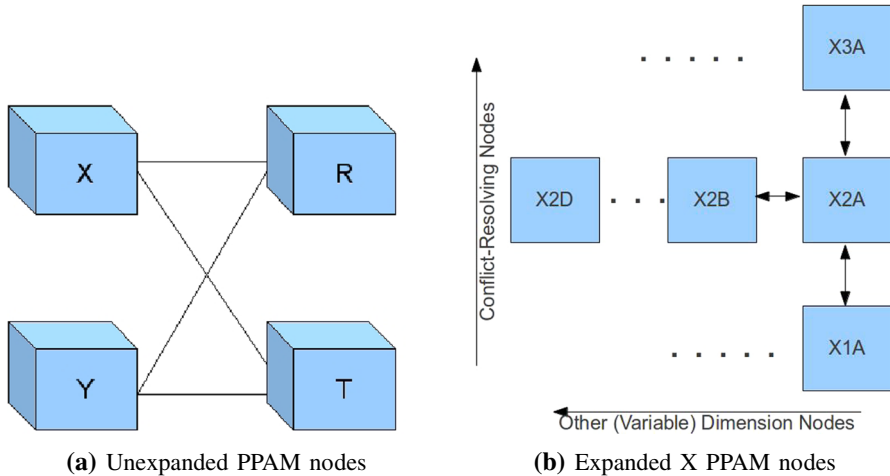 X
R
Y
T
(a) Unexpanded PPAM nodes
Conflict-Resolving Nodes
X3A
X2D
X2B
X2A
X1A
Other (Variable) Dimension Nodes
(b) Expanded X PPAM nodes